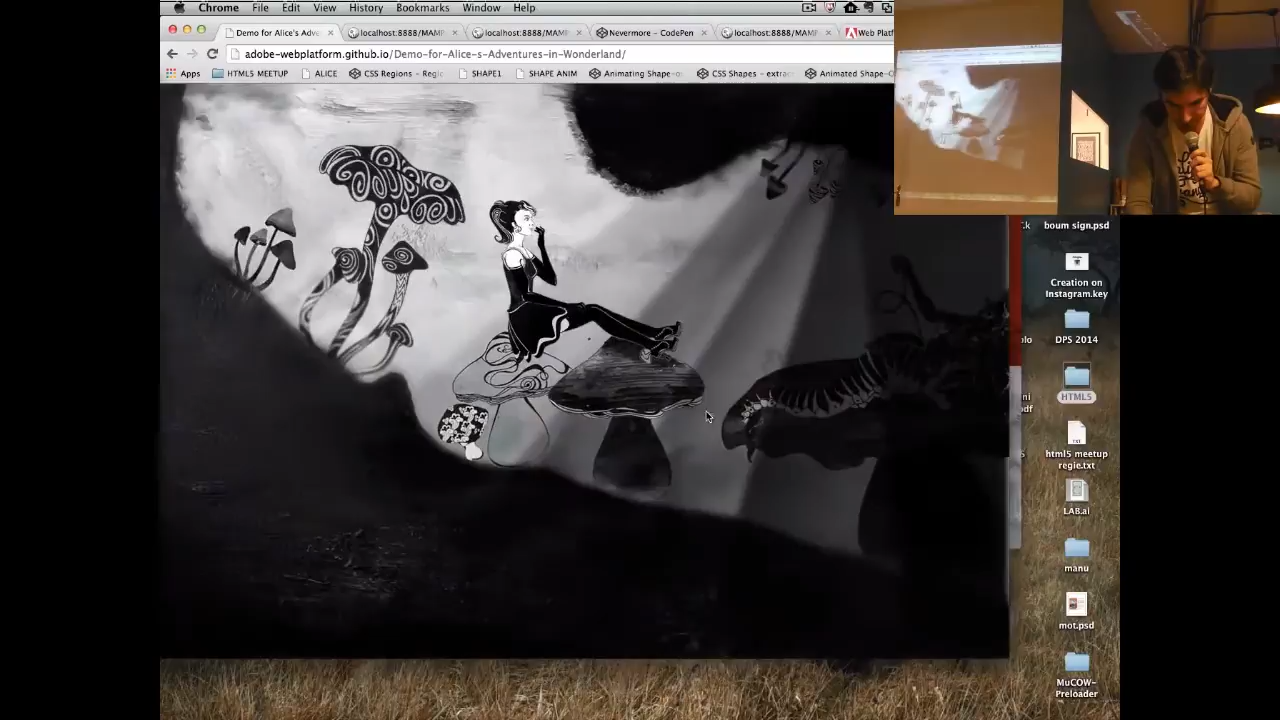 Chrome File Edit View History Bookmarks Window Help
Demo for Alice's Adve
localhost:8888/MAMP
localhost:8888/MAMP
Nevermore – CodePen
localhost:8888/MAMP
Web Platf
adobe-webplatform.github.io/Demo-for-Alice-s-Adventures-in-Wonderland/
Apps HTML5 MEETUP ALICE CSS Regions – Regi SHAPE1 SHAPE ANIM Animating Shape-o CSS Shapes – extra Animated Shape-O
boum sign.psd
Creation on
Instagram.key
DPS 2014
HTML5
html5 meetup
regie.txt
LAB.ai
manu
mot.psd
MuCOW-
Preloader